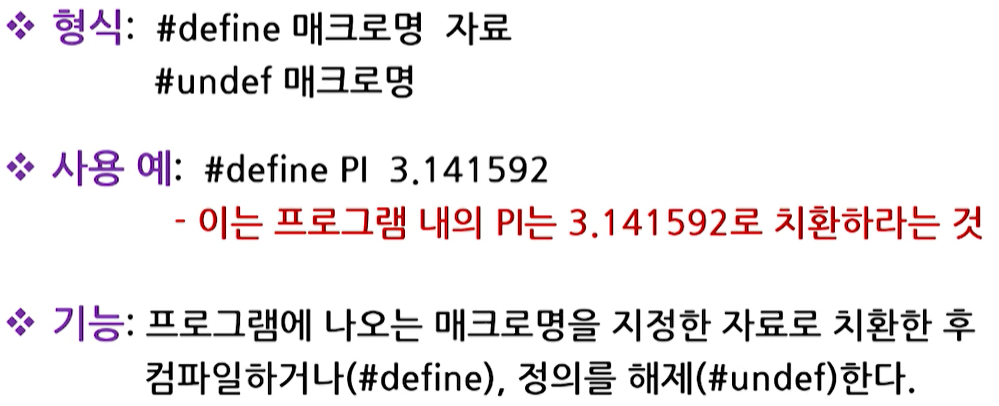 ❖ 형식: #define 매크로명 자료
#undef 매크로명
❖ 사용 예: #define PI 3.141592
- 이는 프로그램 내의 PI는 3.141592로 치환하라는 것
❖ 기능: 프로그램에 나오는 매크로명을 지정한 자료로 치환한 후
컴파일하거나(#define), 정의를 해제(#undef)한다.